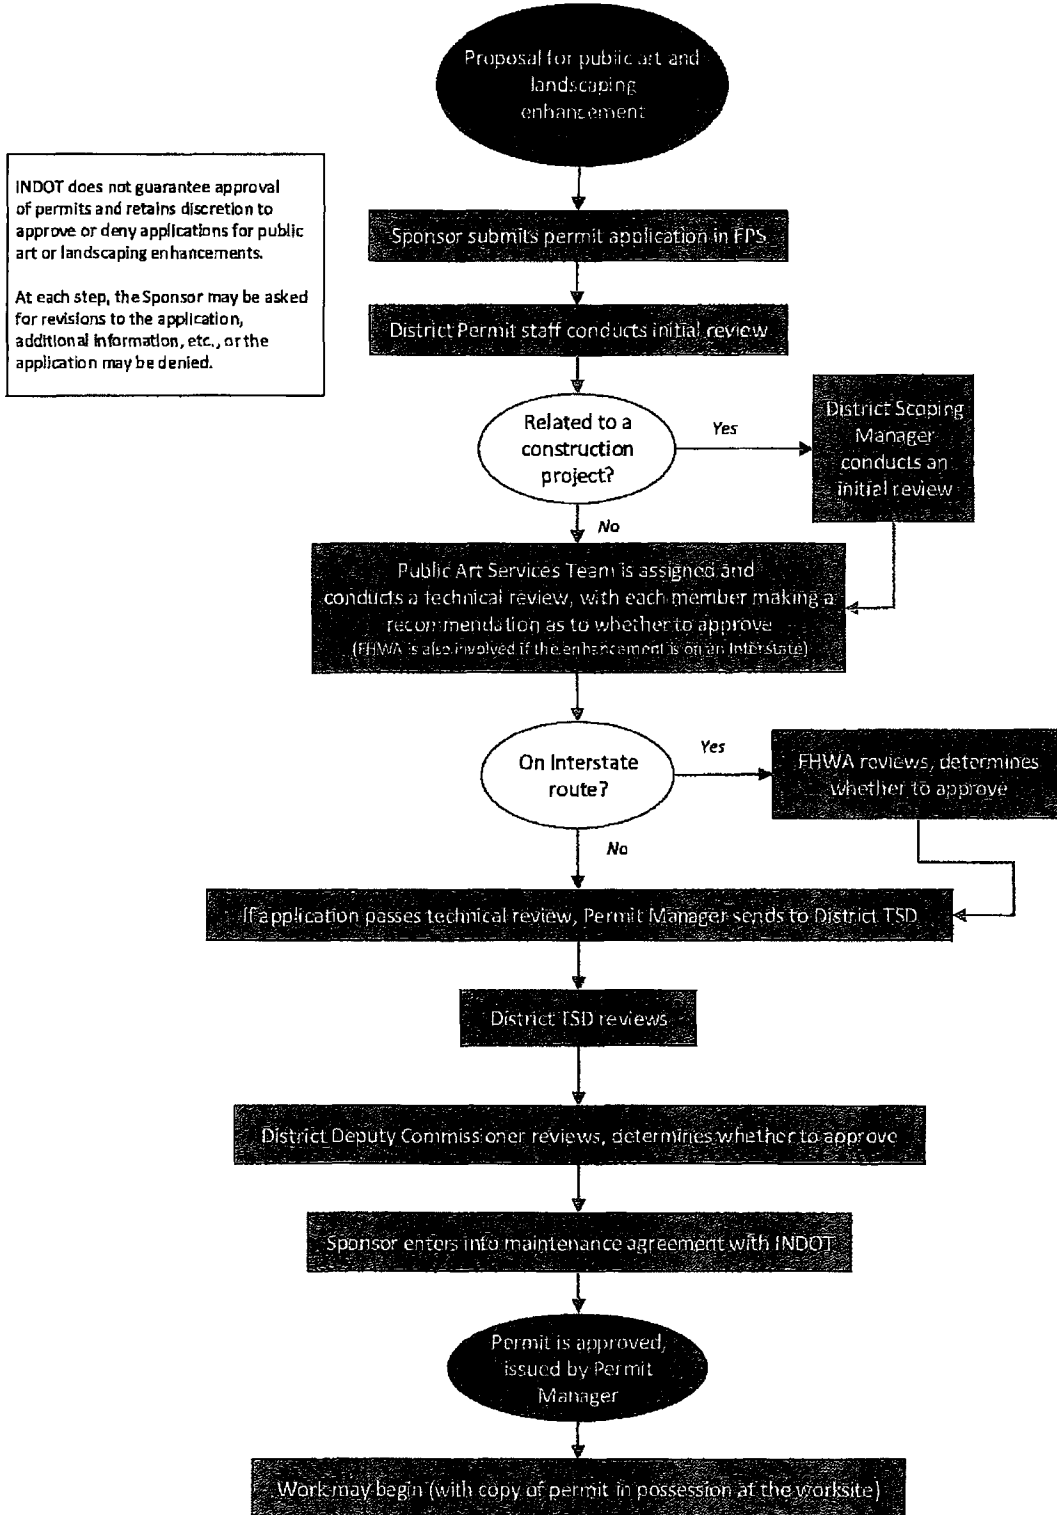 Proposal for public art and
landscaping
enhancement
INDOT does not guarantee approval
of permits and retains discretion to
approve or deny applications for public
art or landscaping enhancements.
At each step, the Sponsor may be asked
for revisions to the application,
additional information, etc., or the
application may be denied.
Sponsor submits permit application in EPS
District Permit staff conducts initial review
Related to a
construction
project?
Yes
District Scoping
Manager
conducts an
initial review
No
Public Art Services Team is assigned and
conducts a technical review, with each member making a
recommendation as to whether to approve
(FHWA is also involved if the enhancement is on an Interstate)
On Interstate
route?
Yes
FHWA reviews, determines
whether to approve
No
If application passes technical review, Permit Manager sends to District TSD
District TSD reviews
District Deputy Commissioner reviews, determines whether to approve
Sponsor enters into maintenance agreement with INDOT
Permit is approved,
issued by Permit
Manager
Work may begin (with copy of permit in possession at the worksite)